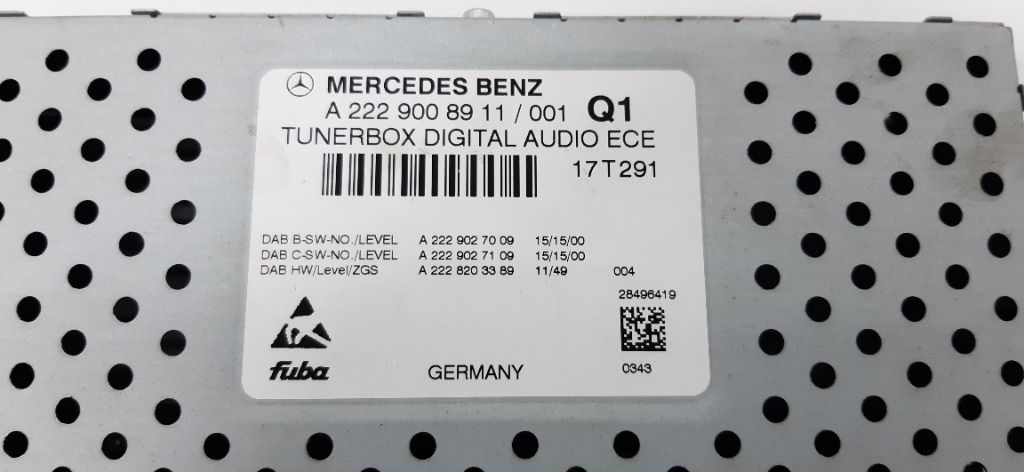 MERCEDES BENZ
A 222 900 89 11 / 001 Q1
TUNERBOX DIGITAL AUDIO ECE
17T291
DAB B-SW-NO./LEVEL A 222 902 70 09 15/15/00
DAB C-SW-NO./LEVEL A 222 902 71 09 15/15/00
DAB HW/Level/ZGS A 222 820 33 89 11/49 004
28496419
fuba GERMANY 0343